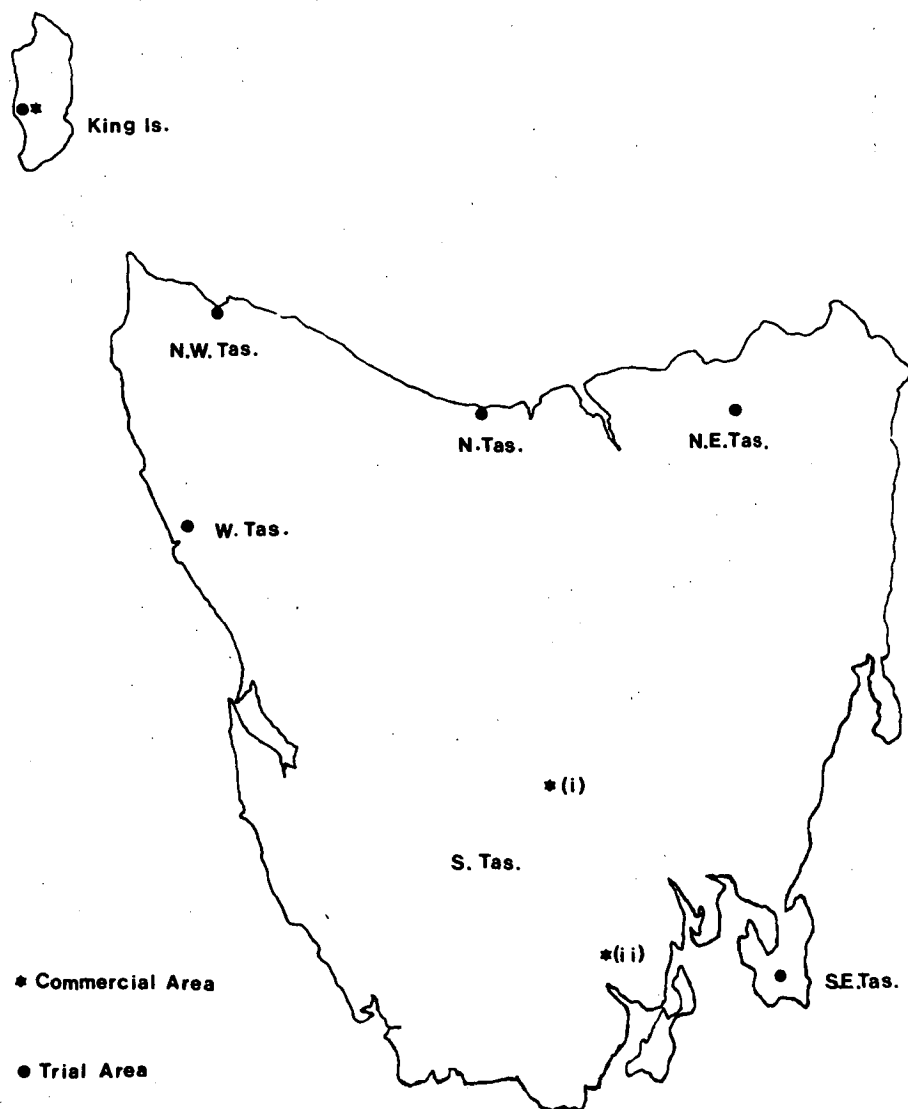 King Is.
N.W. Tas.
N.Tas.
N.E.Tas.
W. Tas.
*(i)
S. Tas.
*(ii)
* Commercial Area
S.E.Tas.
● Trial Area